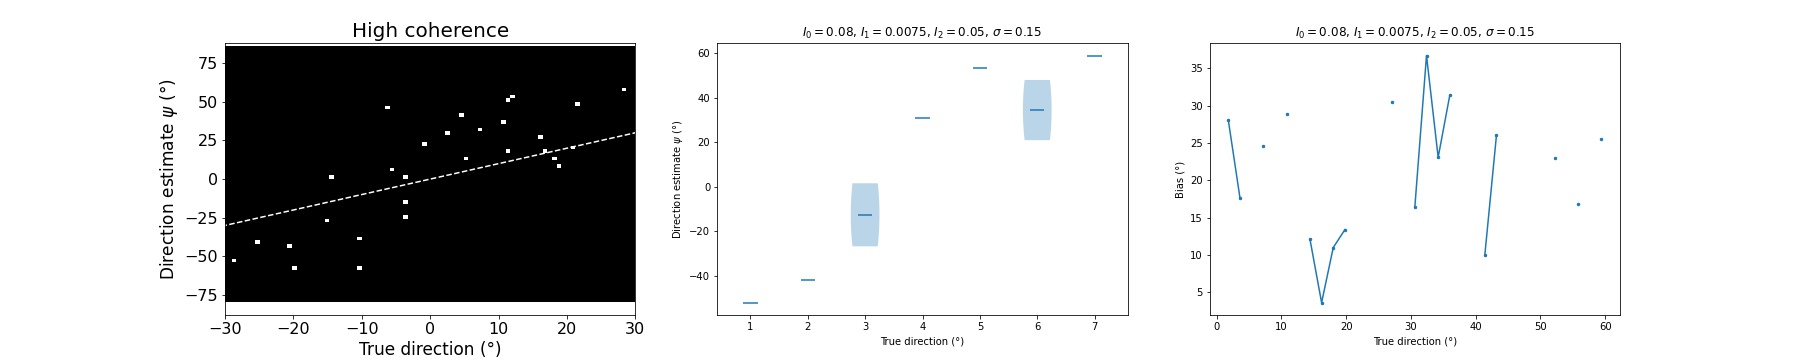 High coherence
75
50
25
0
−25
−50
−75
−30 −20 −10 0 10 20 30
Direction estimate ψ (°)
True direction (°)
I₀ = 0.08, I₁ = 0.0075, I₂ = 0.05, σ = 0.15
60
40
20
0
−20
−40
1 2 3 4 5 6 7
Direction estimate ψ (°)
True direction (°)
I₀ = 0.08, I₁ = 0.0075, I₂ = 0.05, σ = 0.15
35
30
25
20
15
10
5
0 10 20 30 40 50 60
Bias (°)
True direction (°)